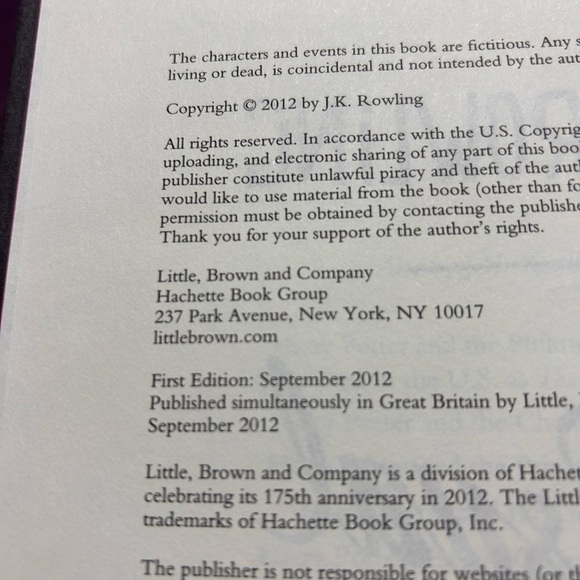 The characters and events in this book are fictitious. Any s
living or dead, is coincidental and not intended by the aut
Copyright © 2012 by J.K. Rowling
All rights reserved. In accordance with the U.S. Copyrig
uploading, and electronic sharing of any part of this boo
publisher constitute unlawful piracy and theft of the aut
would like to use material from the book (other than fo
permission must be obtained by contacting the publishe
Thank you for your support of the author's rights.
Little, Brown and Company
Hachette Book Group
237 Park Avenue, New York, NY 10017
littlebrown.com
First Edition: September 2012
Published simultaneously in Great Britain by Little,
September 2012
Little, Brown and Company is a division of Hachet
celebrating its 175th anniversary in 2012. The Littl
trademarks of Hachette Book Group, Inc.
The publisher is not responsible for websites (or th